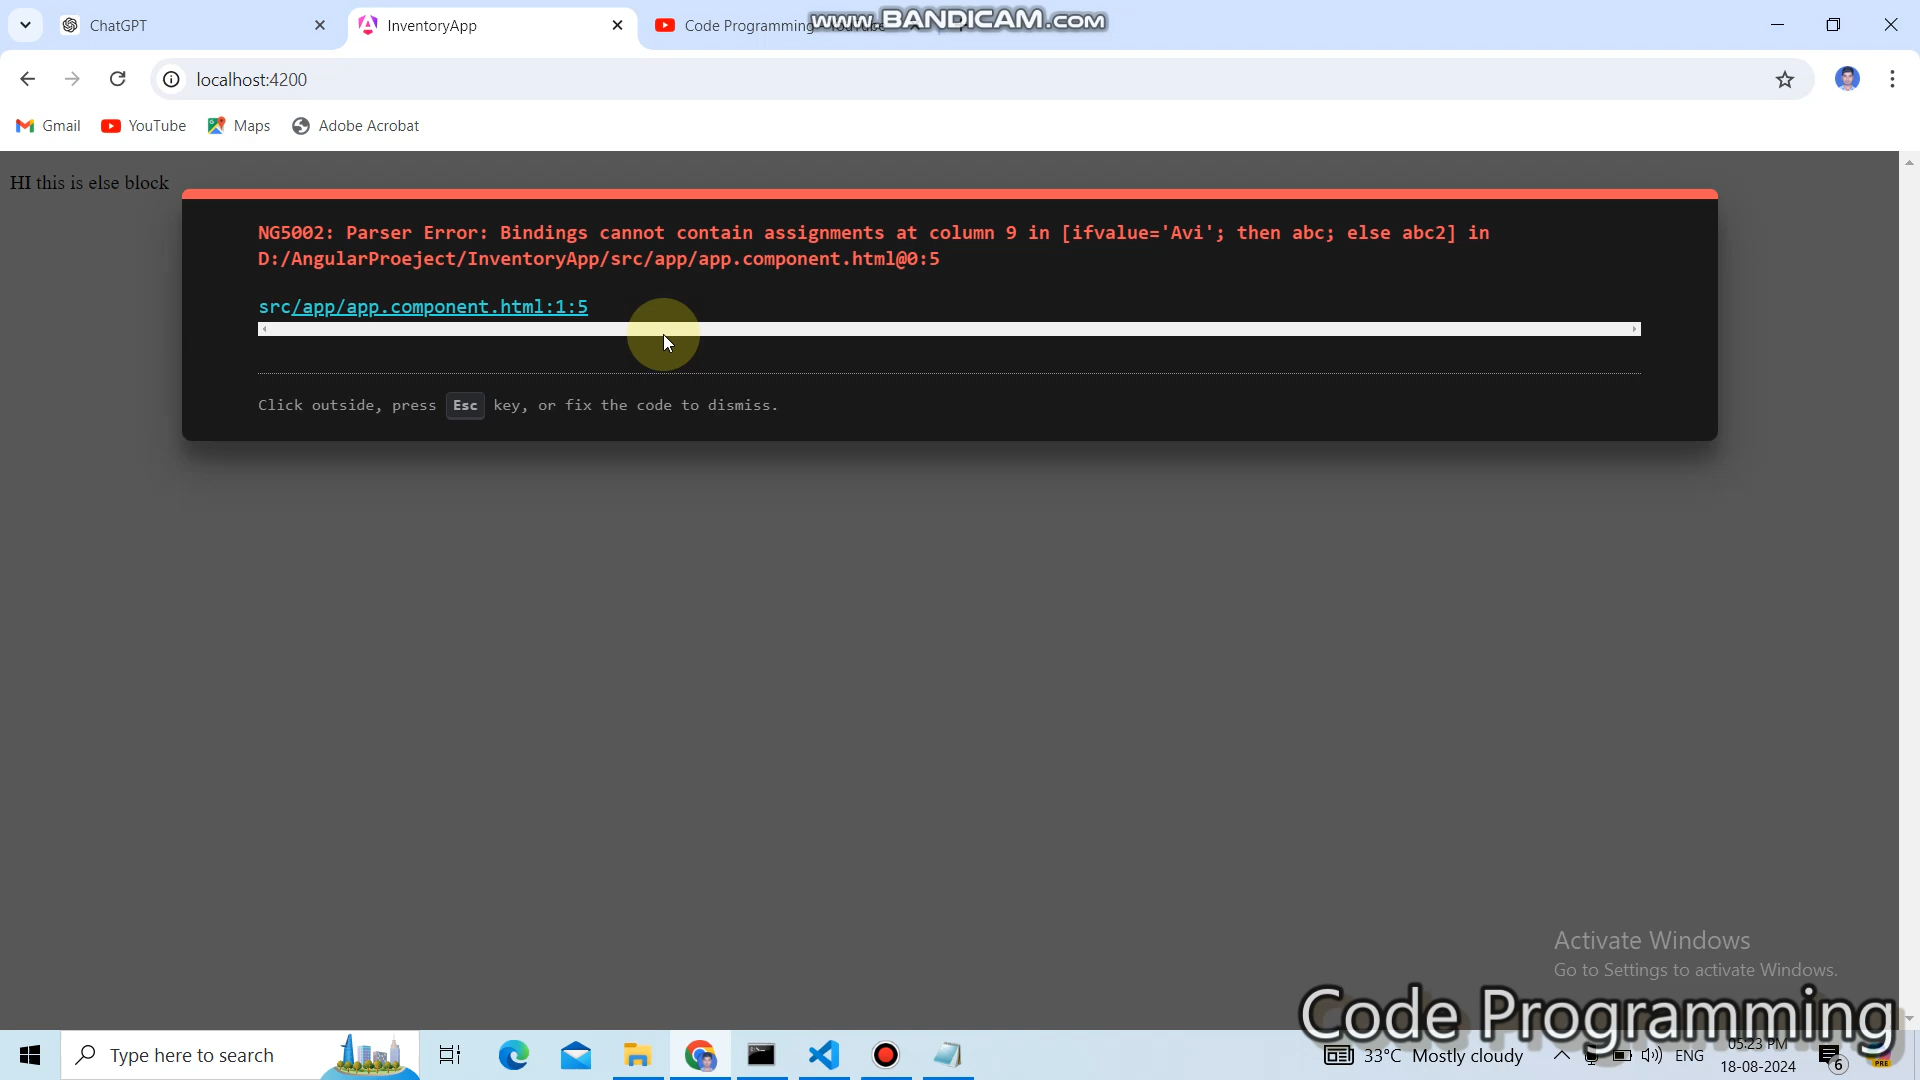 ChatGPT
InventoryApp
Code Programming - YouTube
www.BANDICAM.com
localhost:4200
Gmail
YouTube
Maps
Adobe Acrobat
HI this is else block
NG5002: Parser Error: Bindings cannot contain assignments at column 9 in [ifvalue='Avi'; then abc; else abc2] in
D:/AngularProeject/InventoryApp/src/app/app.component.html@0:5
src/app/app.component.html:1:5
Click outside, press Esc key, or fix the code to dismiss.
Activate Windows
Go to Settings to activate Windows.
Code Programming
Type here to search
33°C Mostly cloudy
ENG
05:23 PM
18-08-2024
6
PRE